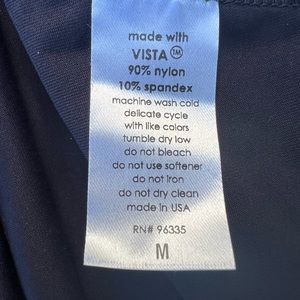 made with
VISTA™
90% nylon
10% spandex
machine wash cold
delicate cycle
with like colors
tumble dry low
do not bleach
do not use softener
do not iron
do not dry clean
made in USA
RN# 96335
M